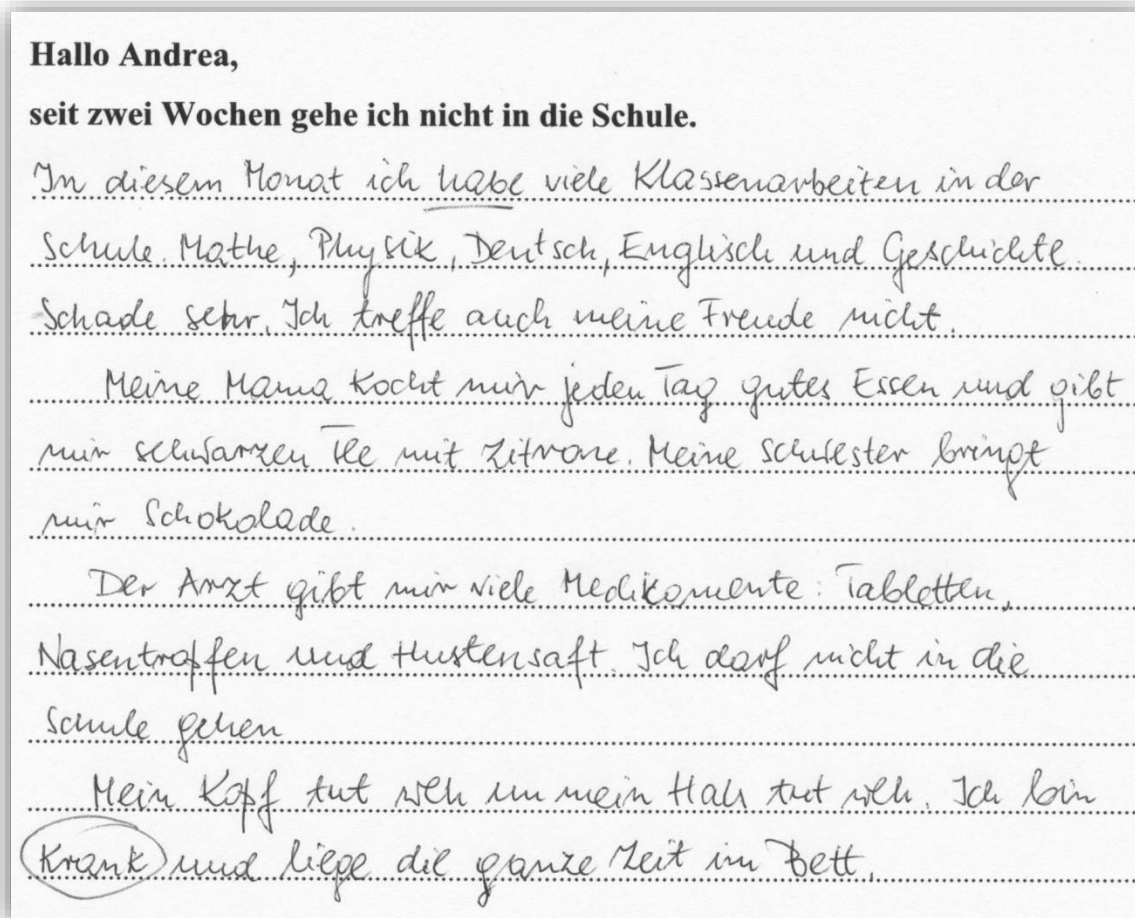 Hallo Andrea,
seit zwei Wochen gehe ich nicht in die Schule.
In diesem Monat ich habe viele Klassenarbeiten in der
Schule. Mathe, Physik, Deutsch, Englisch und Geschichte.
Schade sehr. Ich treffe auch meine Freude nicht.
Meine Mama kocht mir jeden Tag gutes Essen und gibt
mir schwarzen Tee mit Zitrone. Meine Schwester bringt
mir Schokolade.
Der Arzt gibt mir viele Medikamente: Tabletten,
Nasentropfen und Hustensaft. Ich darf nicht in die
Schule gehen
Mein Kopf tut weh un mein Hals tut weh. Ich bin
Krank und liege die ganze Zeit im Bett.